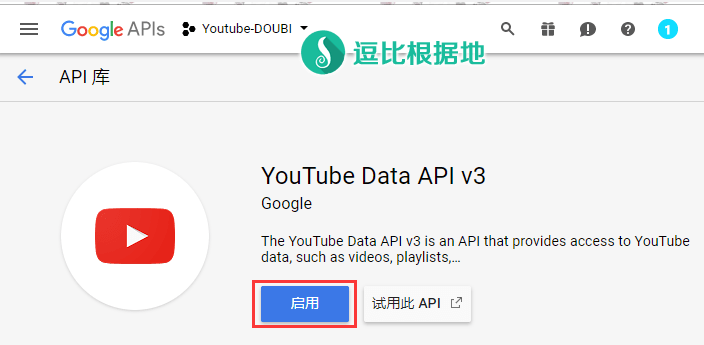 Google APIs
Youtube-DOUBI
1
逗比根据地
API 库
YouTube Data API v3
Google
The YouTube Data API v3 is an API that provides access to YouTube
data, such as videos, playlists,...
启用
试用此 API